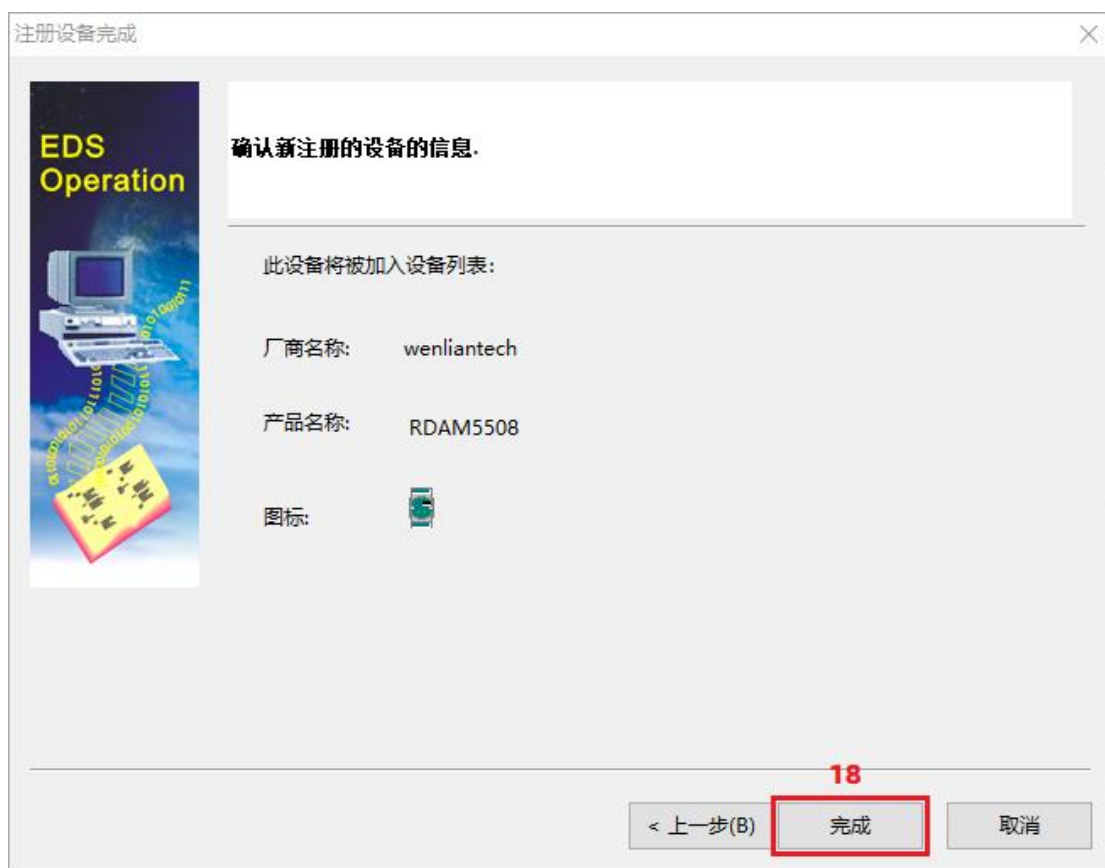 注册设备完成
EDS
Operation
确认新注册的设备的信息.
此设备将被加入设备列表:
厂商名称: wenliantech
产品名称: RDAM5508
图标:
18
< 上一步(B) 完成 取消